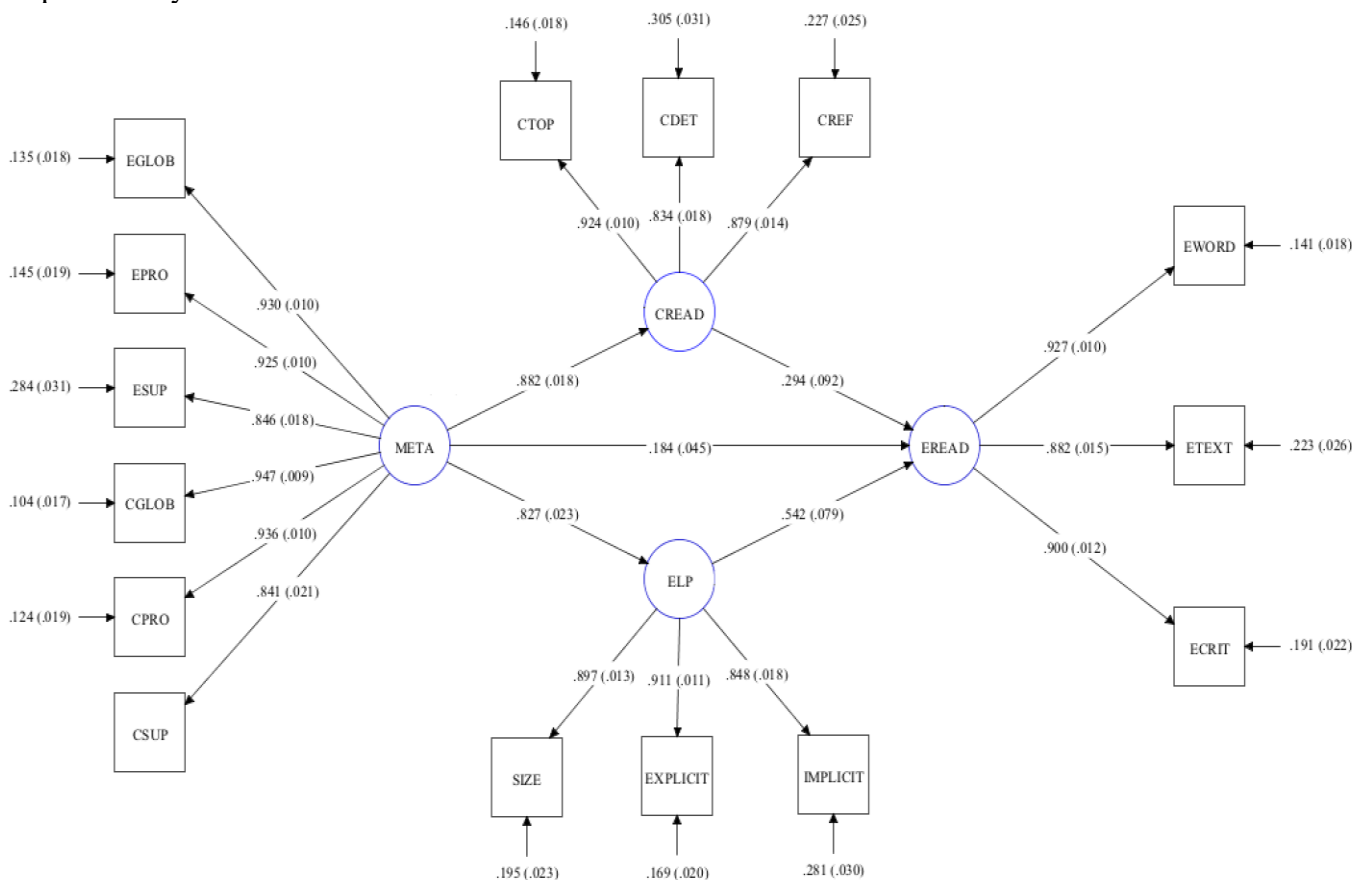 .146 (.018)
.305 (.031)
.227 (.025)
CTOP
CDET
CREF
.135 (.018)
EGLOB
.924 (.010)
.834 (.018)
.879 (.014)
EWORD
.141 (.018)
.145 (.019)
EPRO
.930 (.010)
CREAD
.927 (.010)
.925 (.010)
.882 (.018)
.294 (.092)
.284 (.031)
ESUP
.846 (.018)
META
.184 (.045)
EREAD
.882 (.015)
ETEXT
.223 (.026)
.947 (.009)
.104 (.017)
CGLOB
.827 (.023)
.542 (.079)
.936 (.010)
.900 (.012)
ELP
.841 (.021)
.124 (.019)
CPRO
ECRIT
.191 (.022)
.897 (.013)
.911 (.011)
.848 (.018)
CSUP
SIZE
EXPLICIT
IMPLICIT
.195 (.023)
.169 (.020)
.281 (.030)